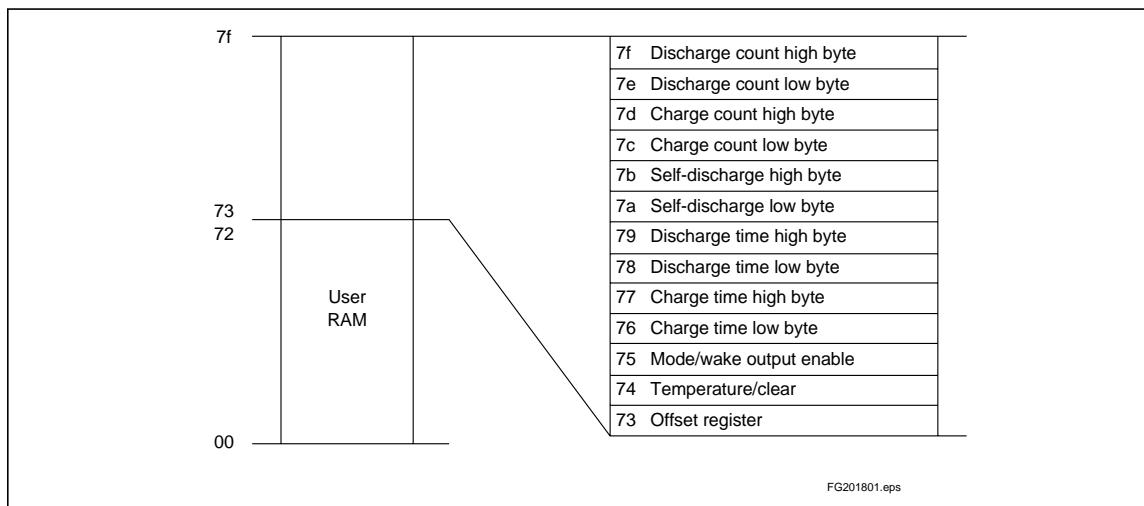 7f
7f Discharge count high byte
7e Discharge count low byte
7d Charge count high byte
7c Charge count low byte
7b Self-discharge high byte
7a Self-discharge low byte
79 Discharge time high byte
78 Discharge time low byte
77 Charge time high byte
76 Charge time low byte
75 Mode/wake output enable
74 Temperature/clear
73 Offset register
73
72
User
RAM
00
FG201801.eps